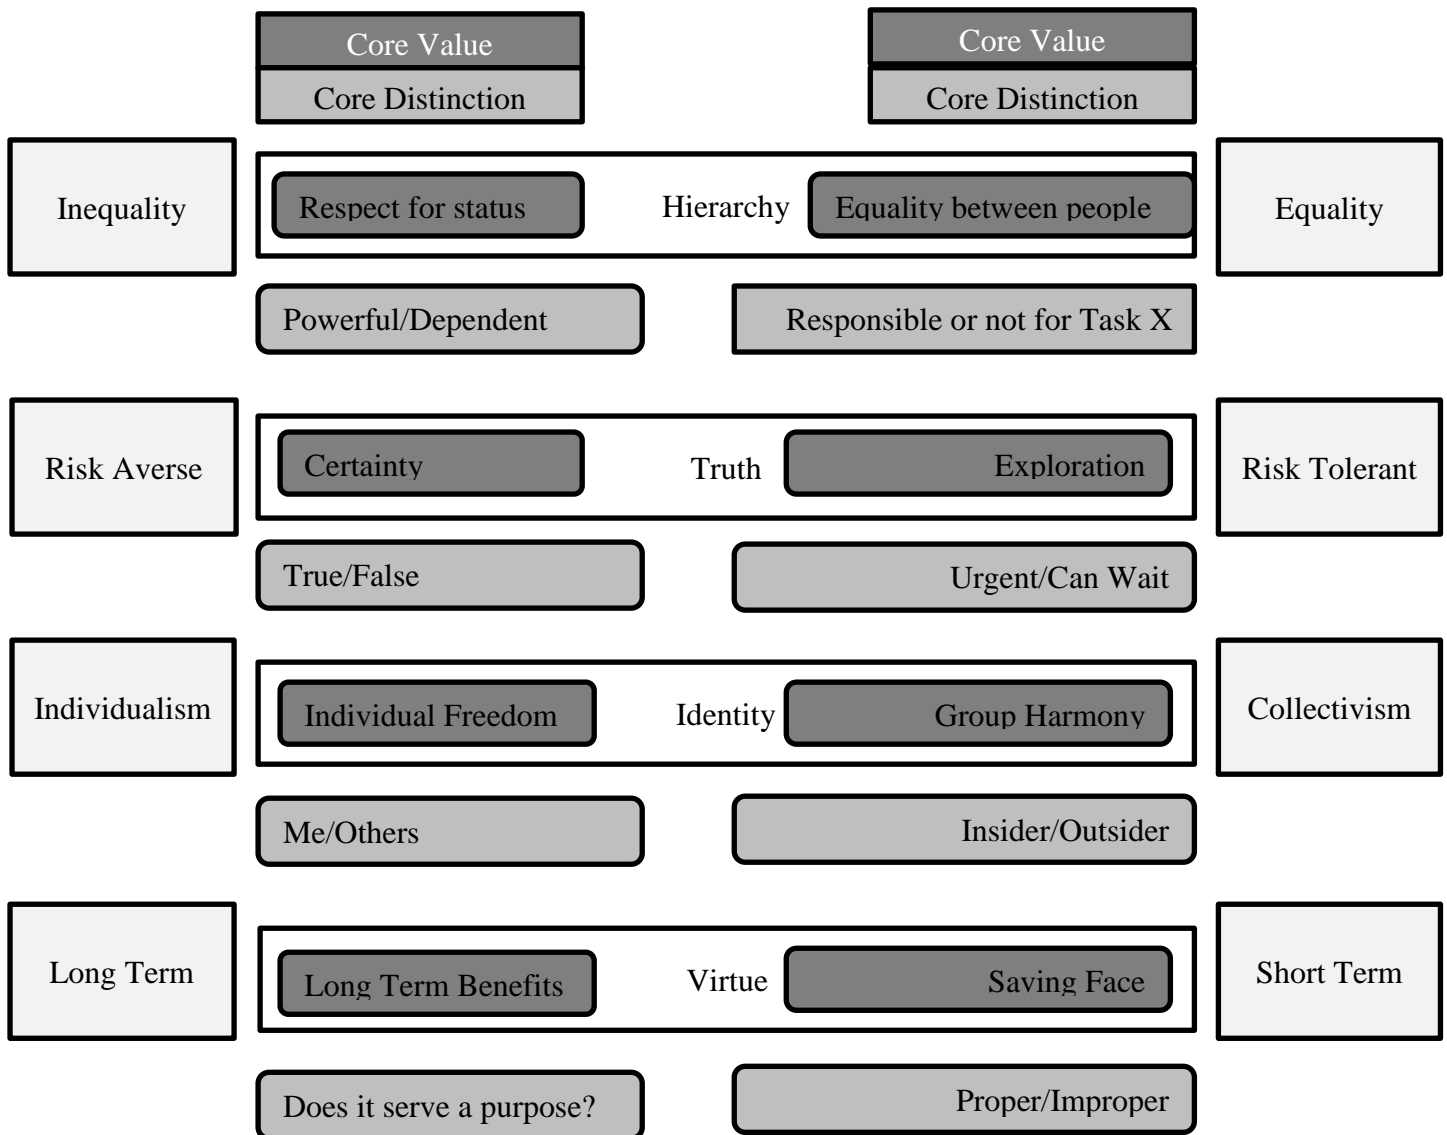 Core Value
Core Value
Core Distinction
Core Distinction
Inequality
Respect for status
Hierarchy
Equality between people
Equality
Powerful/Dependent
Responsible or not for Task X
Risk Averse
Certainty
Truth
Exploration
Risk Tolerant
True/False
Urgent/Can Wait
Individualism
Individual Freedom
Identity
Group Harmony
Collectivism
Me/Others
Insider/Outsider
Long Term
Long Term Benefits
Virtue
Saving Face
Short Term
Does it serve a purpose?
Proper/Improper